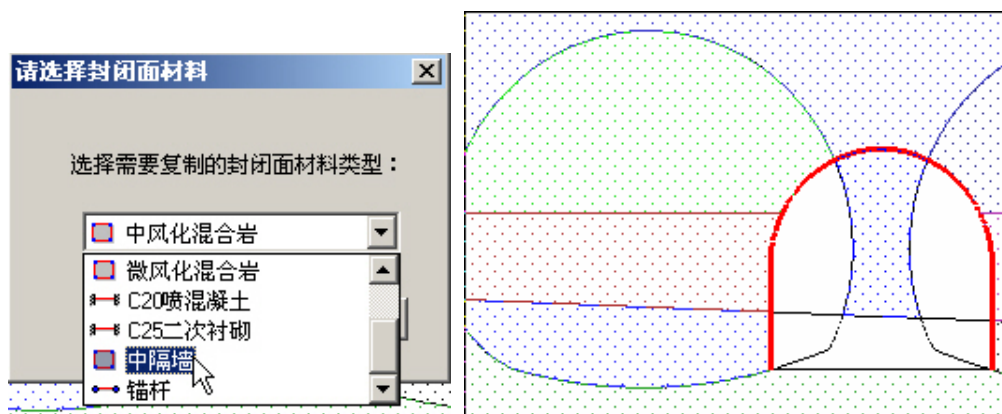 请选择封闭面材料
选择需要复制的封闭面材料类型：
中风化混合岩
微风化混合岩
C20喷混凝土
C25二次衬砌
中隔墙
锚杆